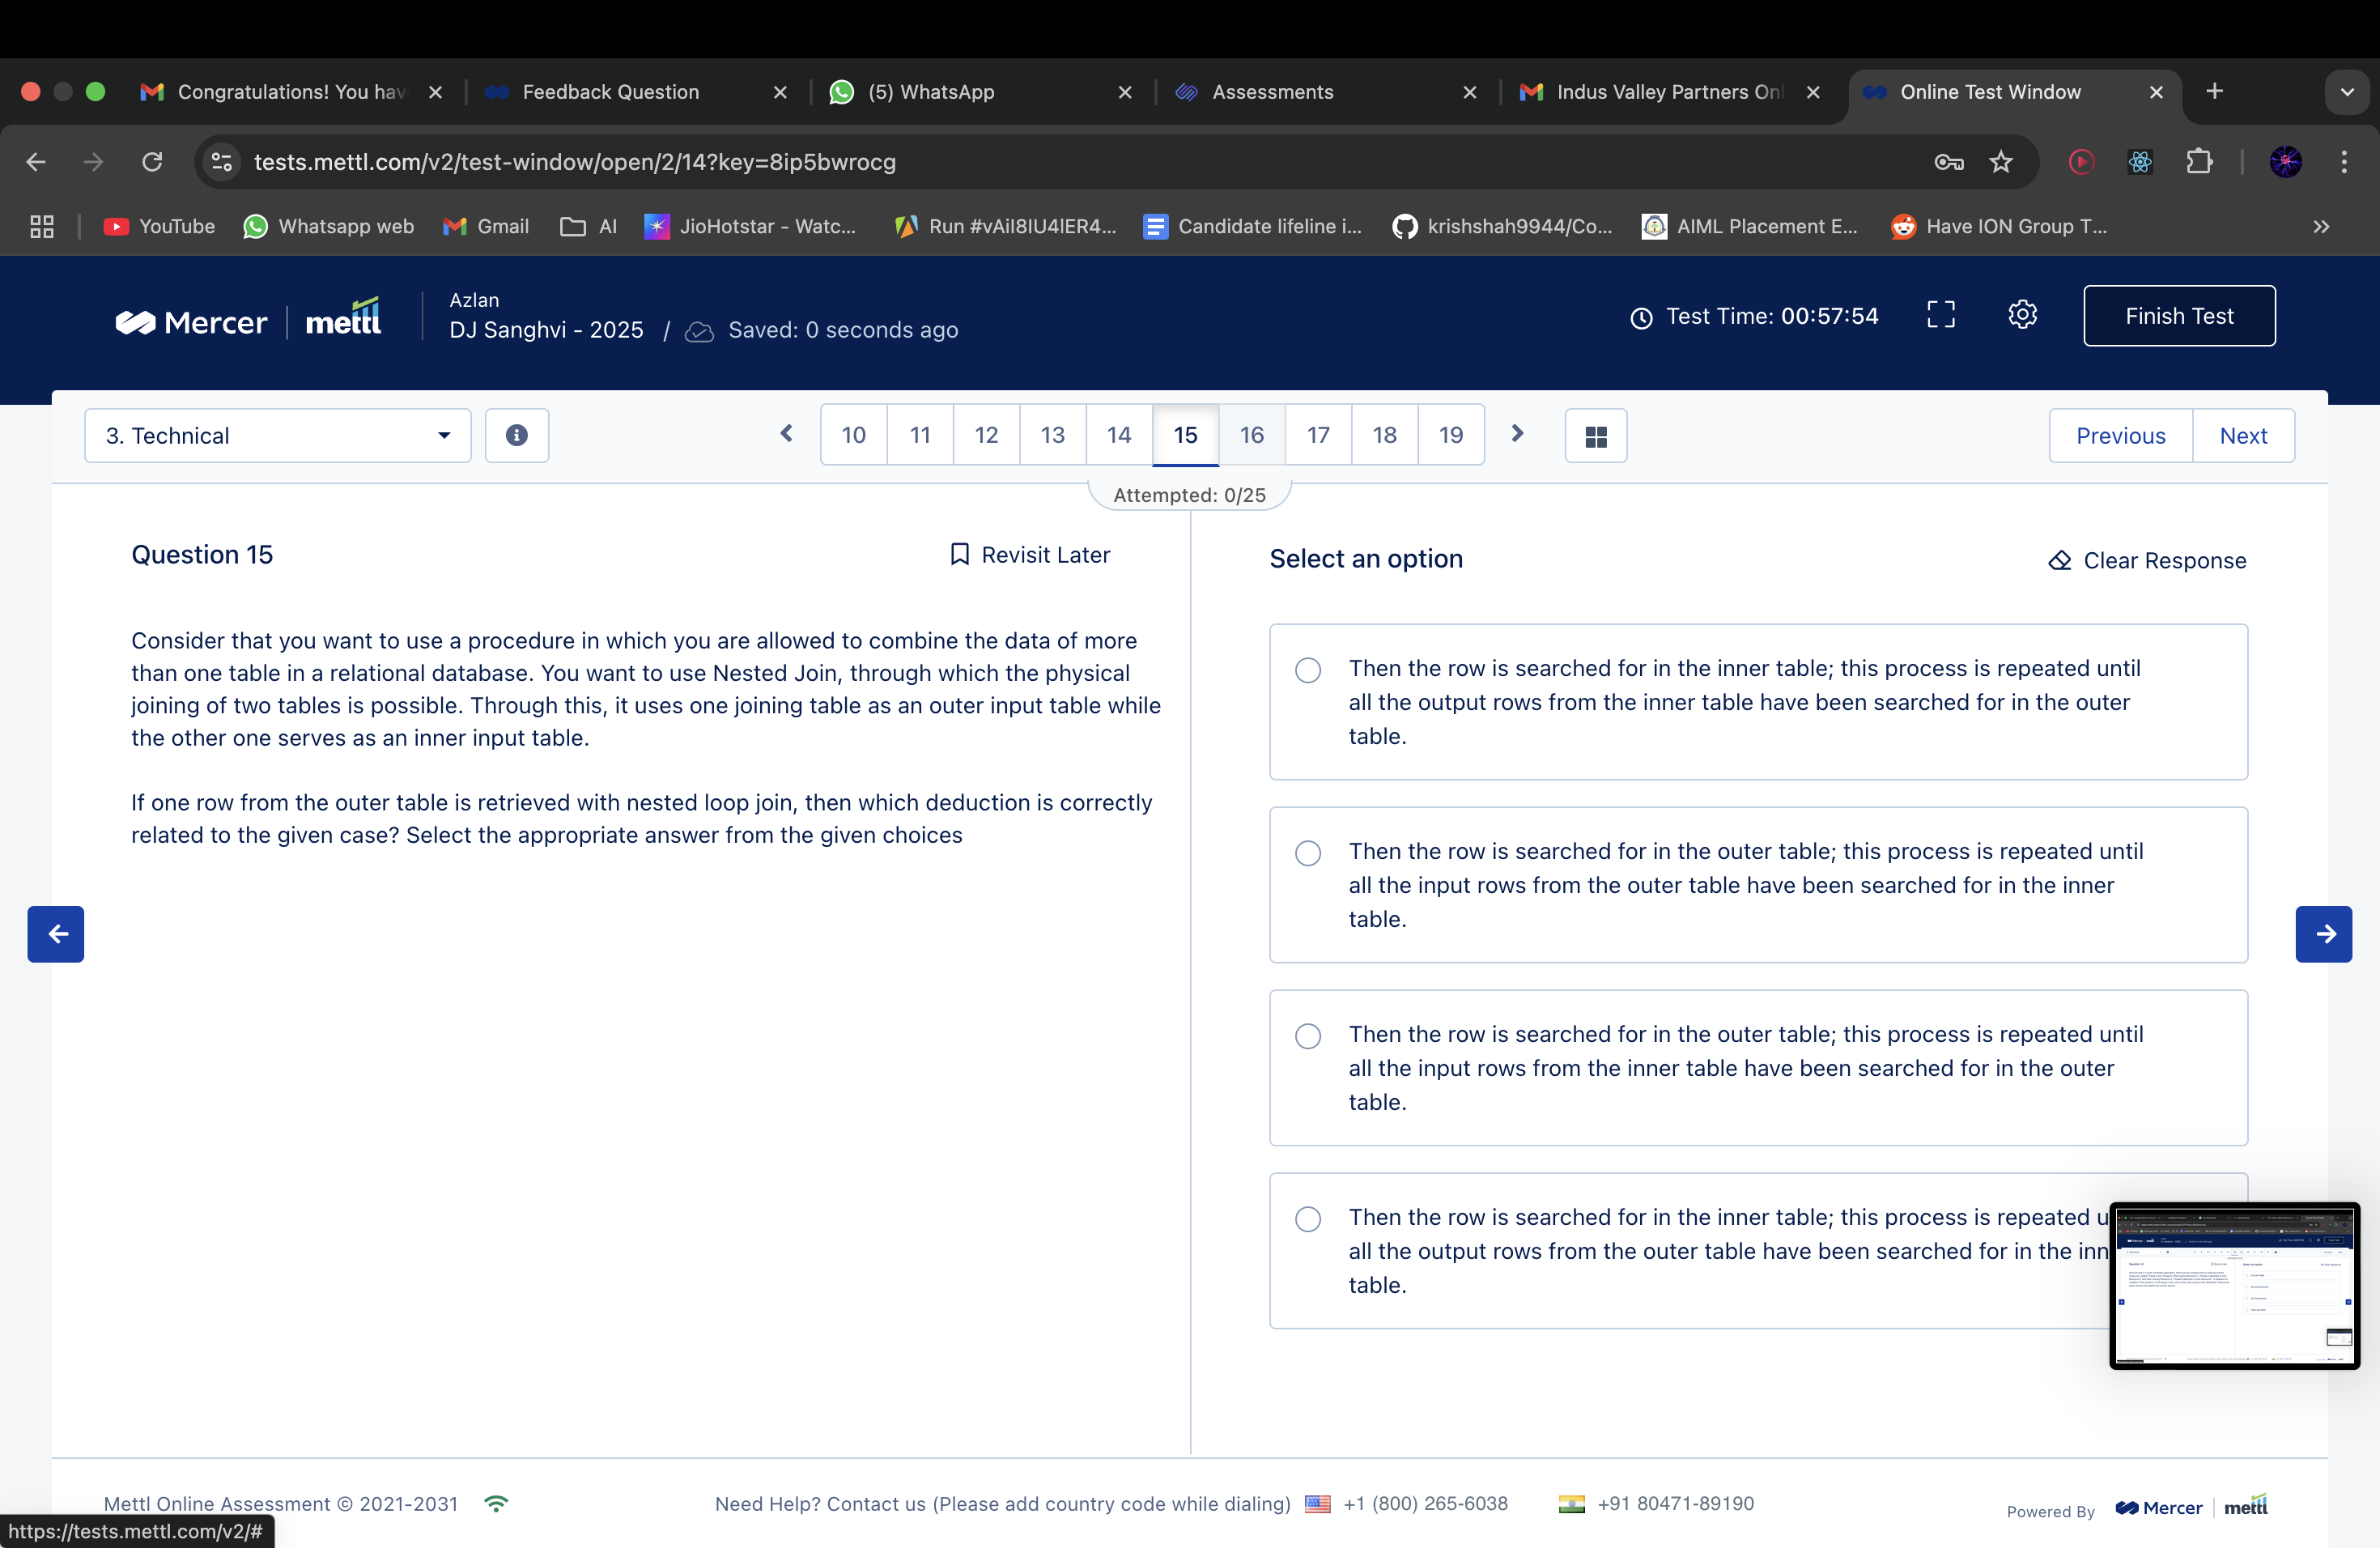 Congratulations! You hav
Feedback Question
(5) WhatsApp
Assessments
Indus Valley Partners Onl
Online Test Window
tests.mettl.com/v2/test-window/open/2/14?key=8ip5bwrocg
YouTube
Whatsapp web
Gmail
AI
JioHotstar - Watc...
Run #vAil8IU4lER4...
Candidate lifeline i...
krishshah9944/Co...
AIML Placement E...
Have ION Group T...
Mercer | mettl
Azlan
DJ Sanghvi - 2025 / Saved: 0 seconds ago
Test Time: 00:57:54
Finish Test
3. Technical
10 11 12 13 14 15 16 17 18 19
Previous
Next
Attempted: 0/25
Question 15
Revisit Later
Consider that you want to use a procedure in which you are allowed to combine the data of more
than one table in a relational database. You want to use Nested Join, through which the physical
joining of two tables is possible. Through this, it uses one joining table as an outer input table while
the other one serves as an inner input table.
If one row from the outer table is retrieved with nested loop join, then which deduction is correctly
related to the given case? Select the appropriate answer from the given choices
Select an option
Clear Response
Then the row is searched for in the inner table; this process is repeated until
all the output rows from the inner table have been searched for in the outer
table.
Then the row is searched for in the outer table; this process is repeated until
all the input rows from the outer table have been searched for in the inner
table.
Then the row is searched for in the outer table; this process is repeated until
all the input rows from the inner table have been searched for in the outer
table.
Then the row is searched for in the inner table; this process is repeated u
all the output rows from the outer table have been searched for in the inn
table.
Mettl Online Assessment © 2021-2031
Need Help? Contact us (Please add country code while dialing)
+1 (800) 265-6038
+91 80471-89190
Powered By
Mercer | mettl
https://tests.mettl.com/v2/#